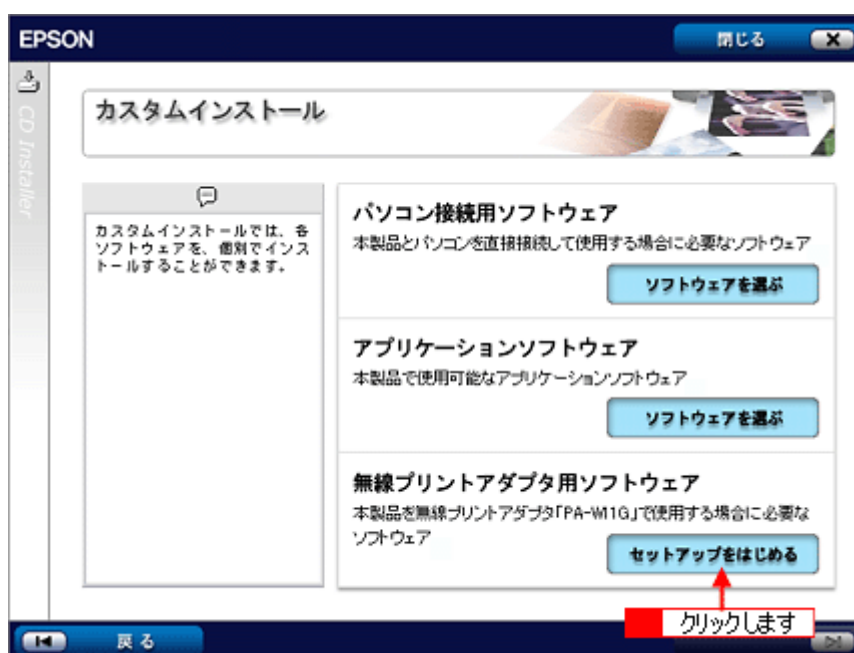 EPSON
閉じる
CD Installer
カスタムインストール
カスタムインストールでは、各
ソフトウェアを、個別でインス
トールすることができます。
パソコン接続用ソフトウェア
本製品とパソコンを直接接続して使用する場合に必要なソフトウェア
ソフトウェアを選ぶ
アプリケーションソフトウェア
本製品で使用可能なアプリケーションソフトウェア
ソフトウェアを選ぶ
無線プリントアダプタ用ソフトウェア
本製品を無線プリントアダプタ「PA-W11G」で使用する場合に必要な
ソフトウェア
セットアップをはじめる
クリックします
戻る